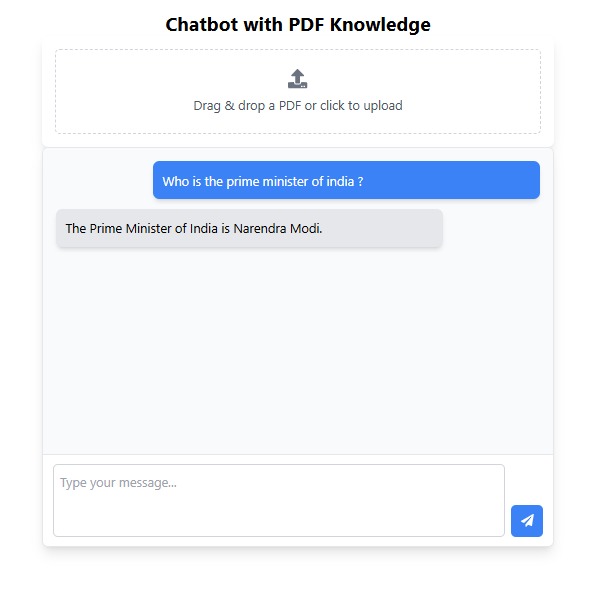 Chatbot with PDF Knowledge
Drag & drop a PDF or click to upload
Who is the prime minister of india ?
The Prime Minister of India is Narendra Modi.
Type your message...